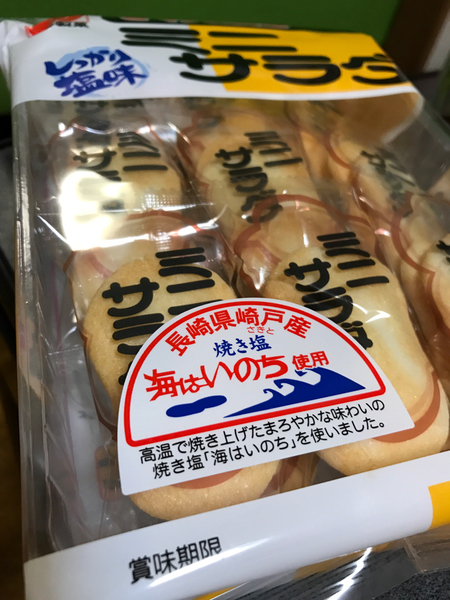 ミニ
サラダ
しっかり
塩味
ミニ
サラダ
ミニ
サラダ
ミニ
サラダ
ミニ
サラダ
長崎県崎戸産
さきと
焼き塩
海はいのち使用
高温で焼き上げたまろやかな味わいの
焼き塩「海はいのち」を使いました。
賞味期限